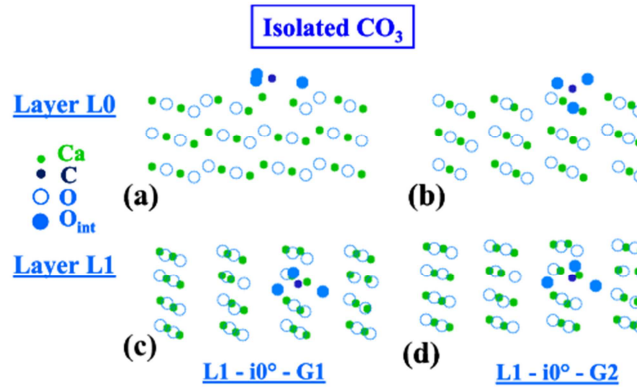 Isolated CO3
Layer L0
Ca
C
O
Oint
(a)
(b)
Layer L1
(c)
(d)
L1 - i0° - G1
L1 - i0° - G2